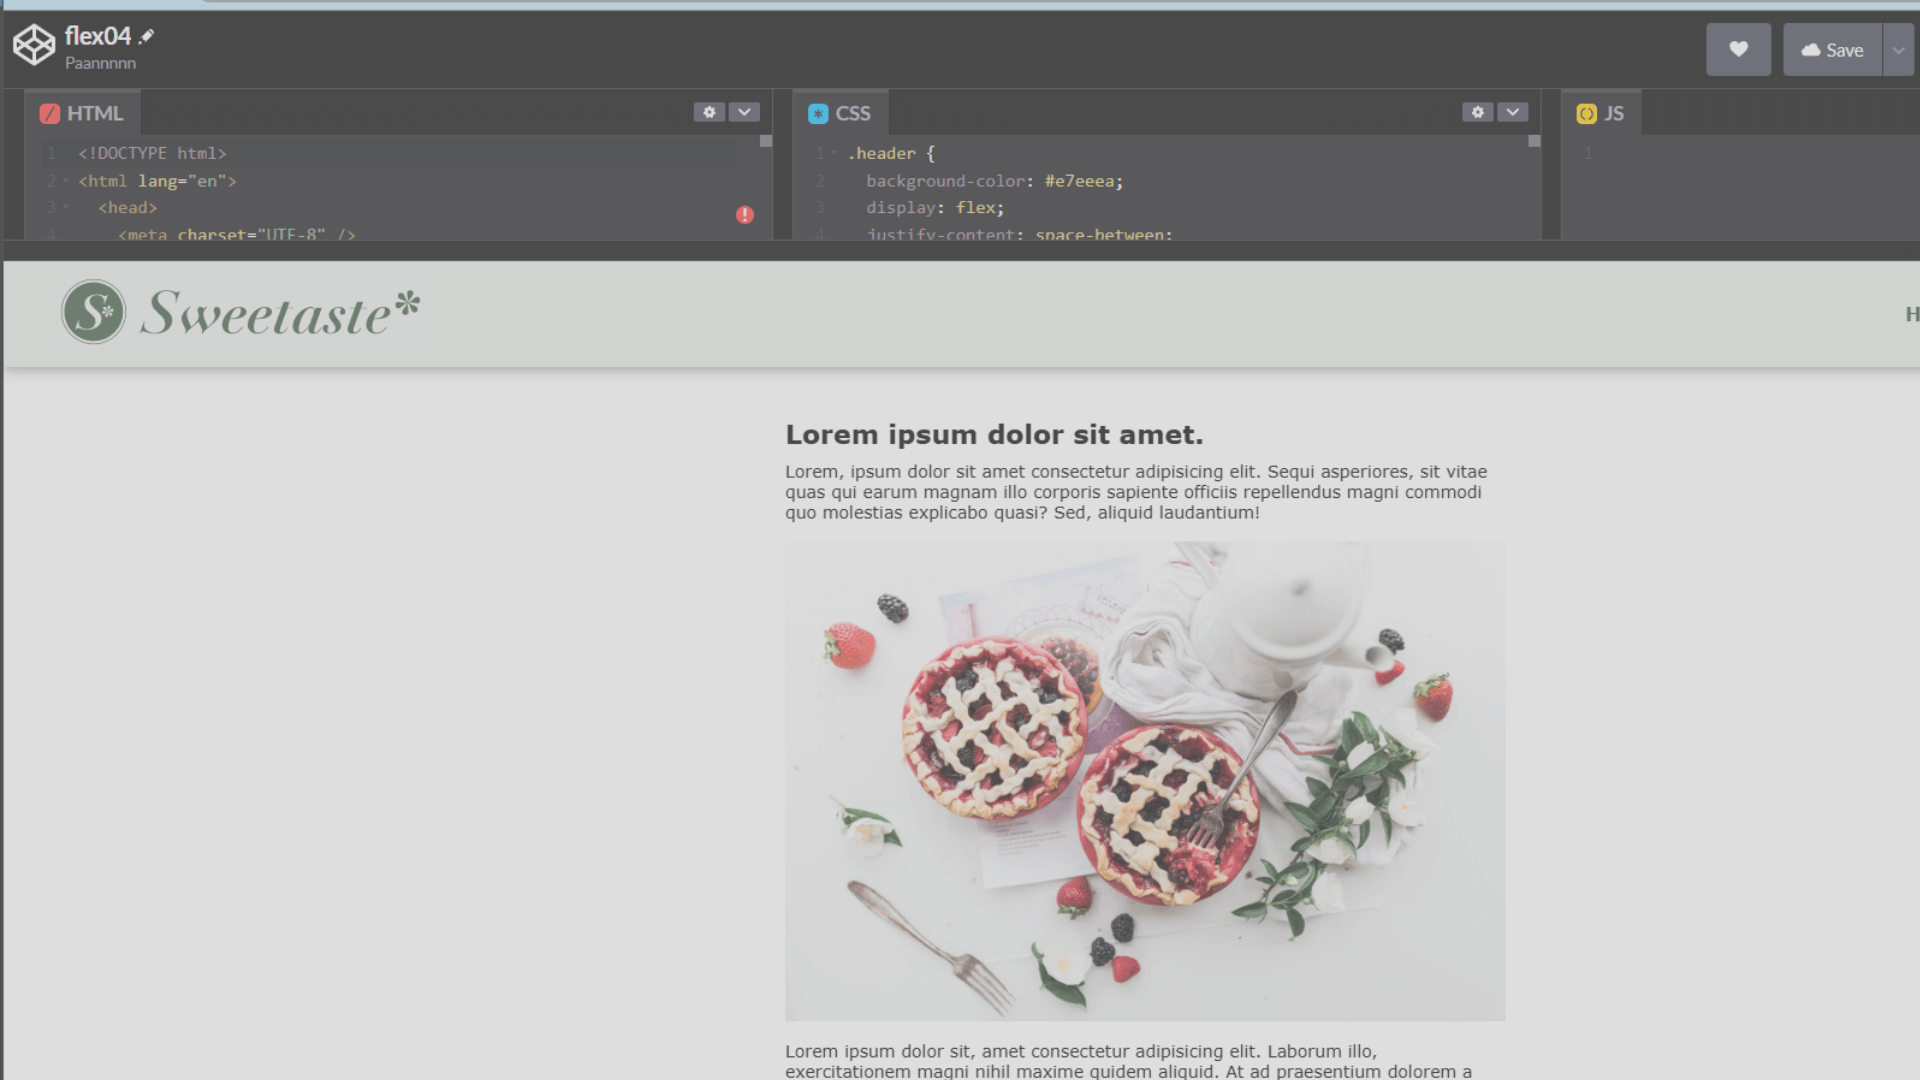 flex04
Paannnnn
Save
HTML
CSS
JS
1 <!DOCTYPE html>
2 <html lang="en">
3 <head>
4 <meta charset="UTF-8" />
1 .header {
2 background-color: #e7eeea;
3 display: flex;
4 justify-content: space-between;
1
S* Sweetaste*
H
Lorem ipsum dolor sit amet.
Lorem, ipsum dolor sit amet consectetur adipisicing elit. Sequi asperiores, sit vitae
quas qui earum magnam illo corporis sapiente officiis repellendus magni commodi
quo molestias explicabo quasi? Sed, aliquid laudantium!
Lorem ipsum dolor sit, amet consectetur adipisicing elit. Laborum illo,
exercitationem magni nihil maxime quidem aliquid. At ad praesentium dolorem a